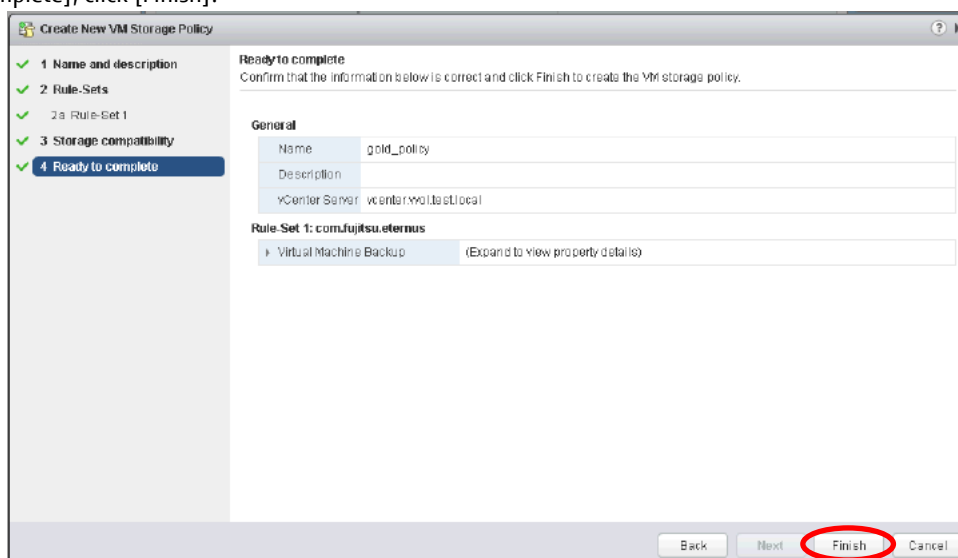 plete], click [Finish].
Create New VM Storage Policy
1 Name and description
2 Rule-Sets
2a Rule-Set 1
3 Storage compatibility
4 Ready to complete
Ready to complete
Confirm that the information below is correct and click Finish to create the VM storage policy.
General
Name gold_policy
Description
vCenter Server vcenter.vvol.test.local
Rule-Set 1: com.fujitsu.eternus
Virtual Machine Backup (Expand to view property details)
Back Next Finish Cancel